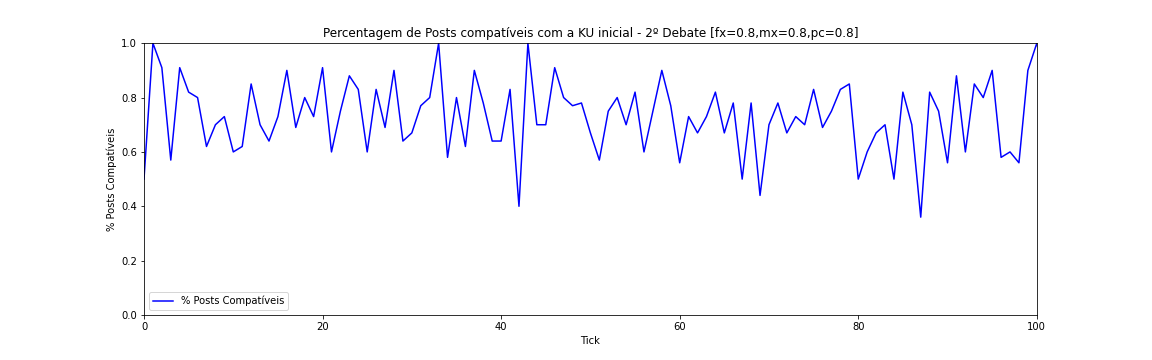 Percentagem de Posts compatíveis com a KU inicial - 2º Debate [fx=0.8,mx=0.8,pc=0.8]
1.0
0.8
0.6
0.4
0.2
0.0
% Posts Compatíveis
% Posts Compatíveis
0 20 40 60 80 100
Tick